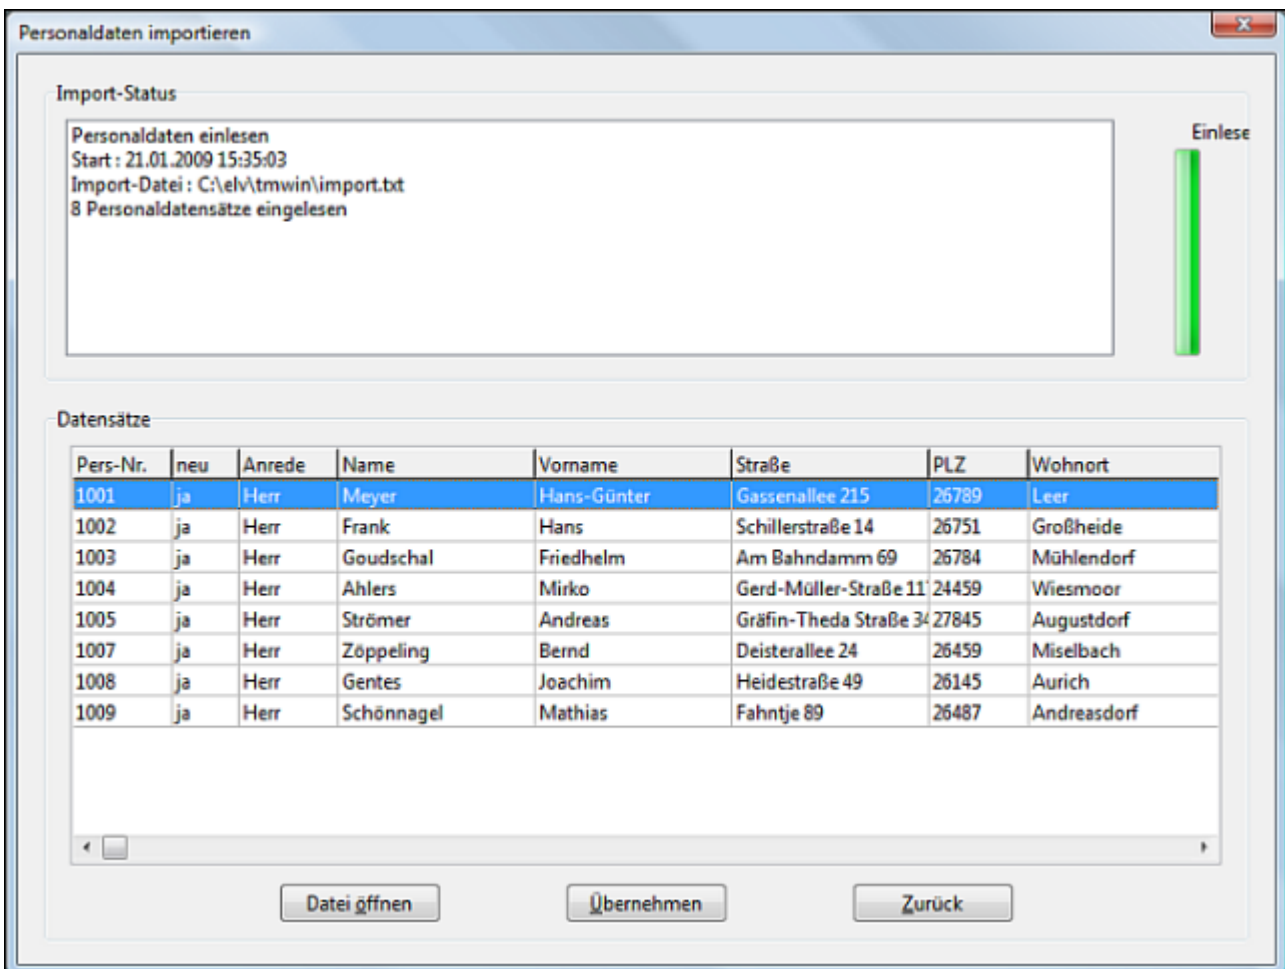 Personaldaten importieren
Import-Status
Personaldaten einlesen
Start : 21.01.2009 15:35:03
Import-Datei : C:\elv\tmwin\import.txt
8 Personaldatensätze eingelesen
Einlese
Datensätze
Pers-Nr. neu Anrede Name Vorname Straße PLZ Wohnort
1001 ja Herr Meyer Hans-Günter Gassenallee 215 26789 Leer
1002 ja Herr Frank Hans Schillerstraße 14 26751 Großheide
1003 ja Herr Goudschal Friedhelm Am Bahndamm 69 26784 Mühlendorf
1004 ja Herr Ahlers Mirko Gerd-Müller-Straße 11 24459 Wiesmoor
1005 ja Herr Strömer Andreas Gräfin-Theda Straße 34 27845 Augustdorf
1007 ja Herr Zöppeling Bernd Deisterallee 24 26459 Miselbach
1008 ja Herr Gentes Joachim Heidestraße 49 26145 Aurich
1009 ja Herr Schönnagel Mathias Fahntje 89 26487 Andreasdorf
Datei öffnen Übernehmen Zurück